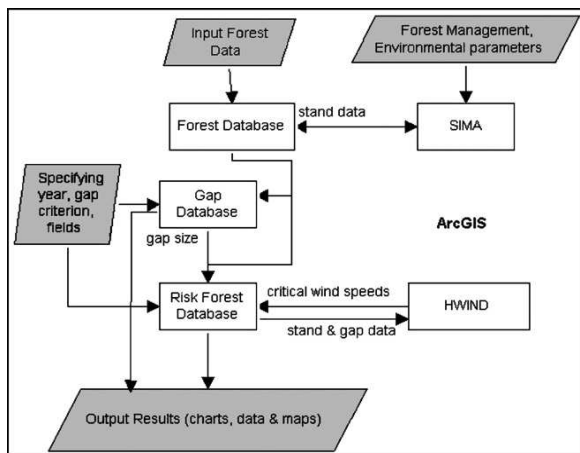 Input Forest
Data
Forest Management,
Environmental parameters
Forest Database
stand data
SIMA
Specifying
year, gap
criterion,
fields
Gap
Database
gap size
ArcGIS
Risk Forest
Database
critical wind speeds
HWIND
stand & gap data
Output Results (charts, data & maps)